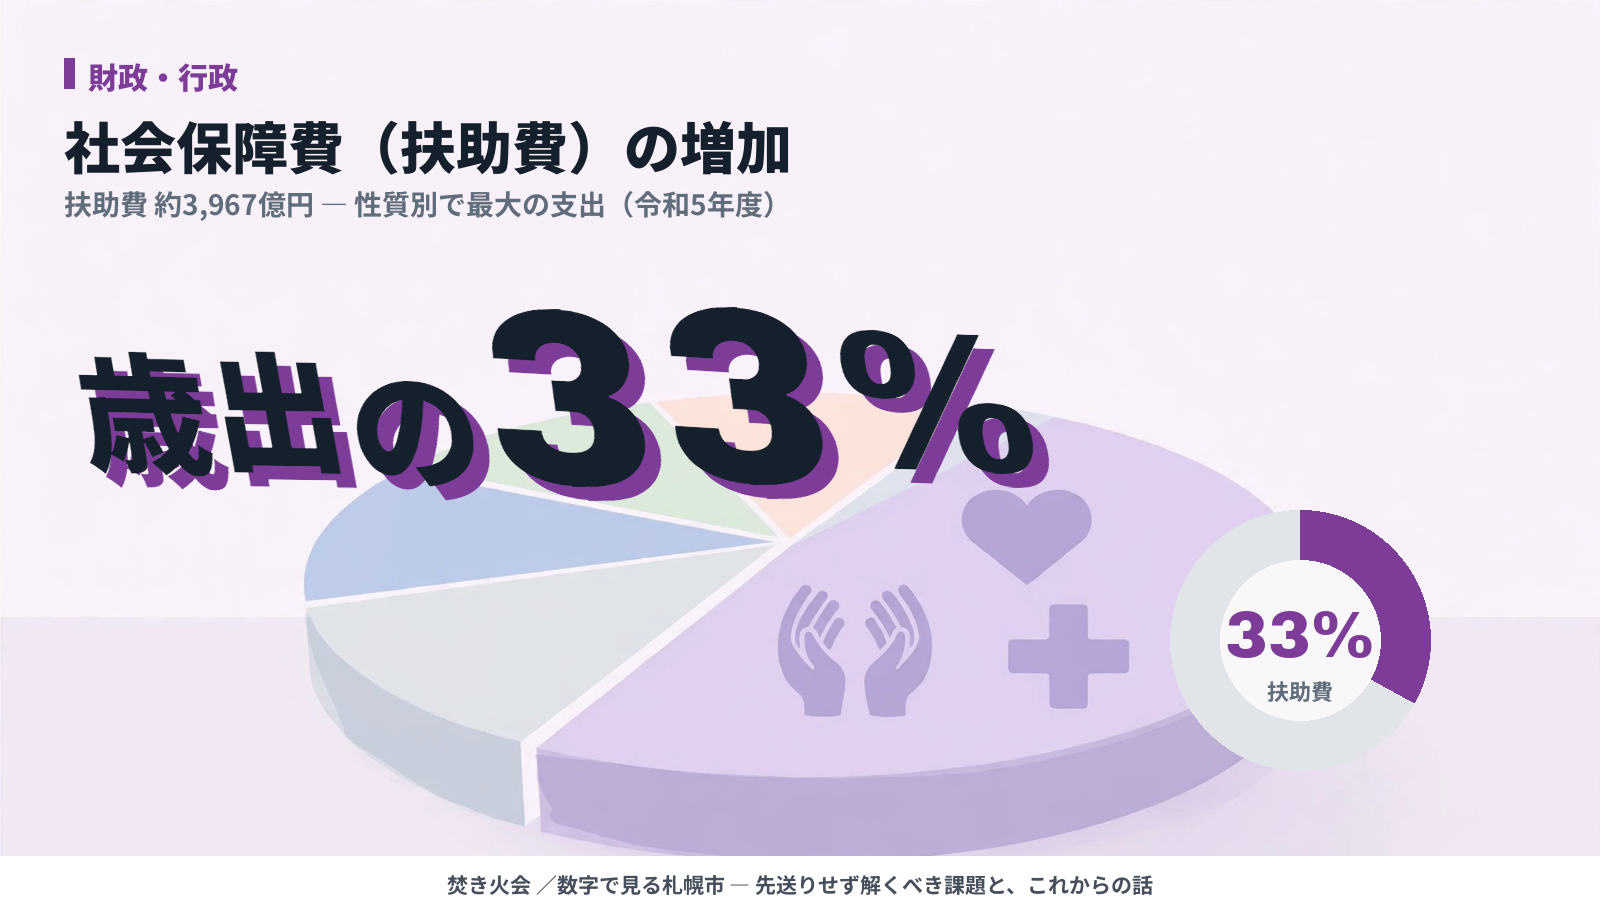 財政・行政
社会保障費（扶助費）の増加
扶助費 約3,967億円 — 性質別で最大の支出（令和5年度）
歳出の33%
33%
扶助費
焚き火会 ／数字で見る札幌市 — 先送りせず解くべき課題と、これからの話